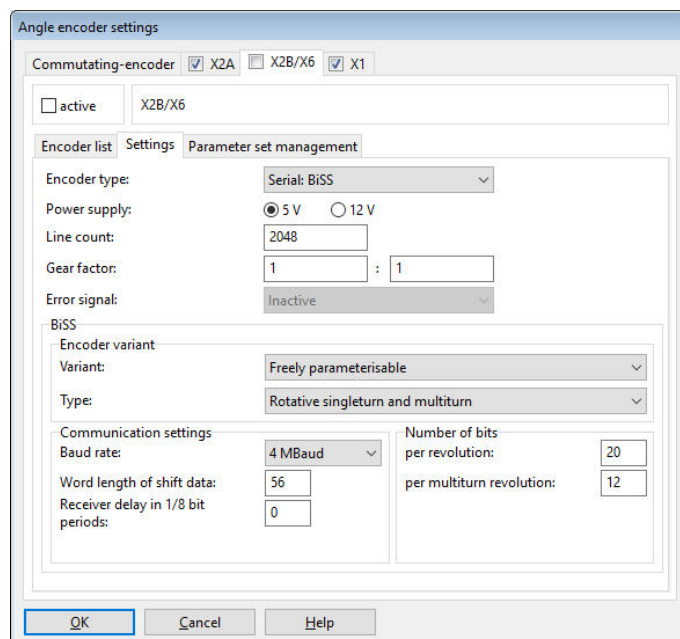 Angle encoder settings
Commutating-encoder X2A X2B/X6 X1
active X2B/X6
Encoder list Settings Parameter set management
Encoder type: Serial: BiSS
Power supply: 5 V 12 V
Line count: 2048
Gear factor: 1 : 1
Error signal: Inactive
BiSS
Encoder variant
Variant: Freely parameterisable
Type: Rotative singleturn and multiturn
Communication settings Number of bits
Baud rate: 4 MBaud per revolution: 20
Word length of shift data: 56 per multiturn revolution: 12
Receiver delay in 1/8 bit
periods: 0
OK Cancel Help